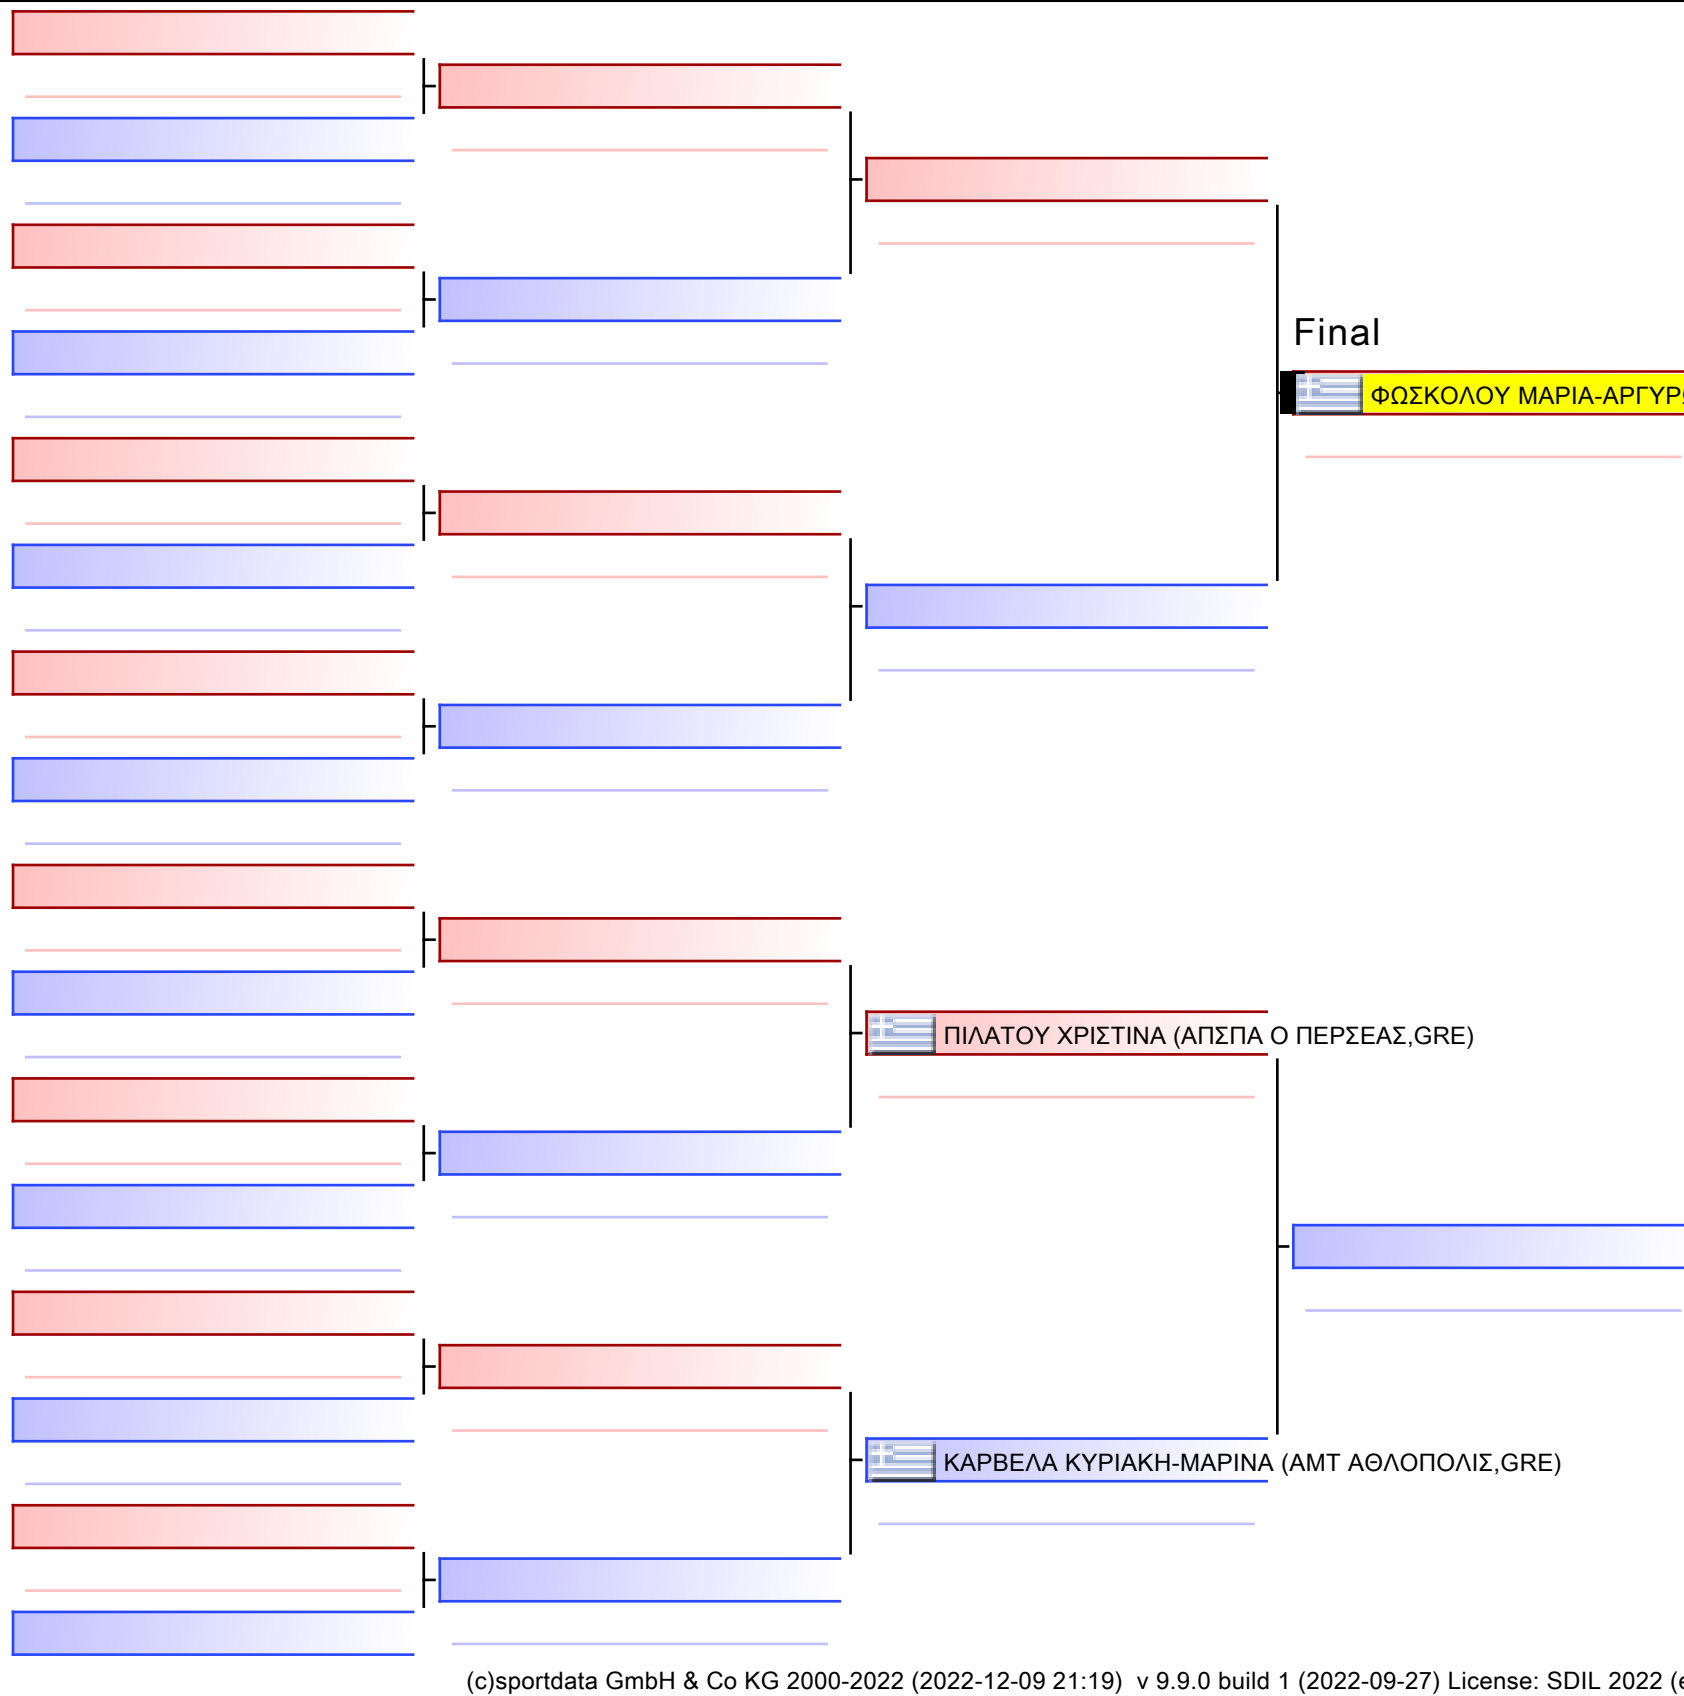 Final
ΦΩΣΚΟΛΟΥ ΜΑΡΙΑ-ΑΡΓΥΡ
ΠΙΛΑΤΟΥ ΧΡΙΣΤΙΝΑ (ΑΠΣΠΑ Ο ΠΕΡΣΕΑΣ,GRE)
ΚΑΡΒΕΛΑ ΚΥΡΙΑΚΗ-ΜΑΡΙΝΑ (ΑΜΤ ΑΘΛΟΠΟΛΙΣ,GRE)
(c)sportdata GmbH & Co KG 2000-2022 (2022-12-09 21:19) v 9.9.0 build 1 (2022-09-27) License: SDIL 2022 (